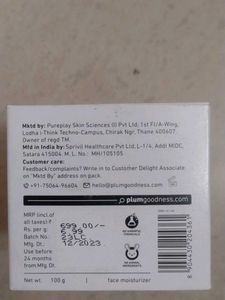 Mktd by: Pureplay Skin Sciences (I) Pvt Ltd; 1st Fl/A-Wing,
Lodha i-Think Techno-Campus, Chirak Ngr, Thane 400607.
Owner of regd TM.
Mfd in India by: Sprivil Healthcare Pvt Ltd, L-1/4, Addl MIDC,
Satara 415004. M.L. No.: MH/105105
Customer care:
Feedback/complaints? Write in to Customer Delight Associate
on "Mktd By" address on pack.
+91-75064-96604 hello@plumgoodness.com
plumgoodness.com
MRP (incl. of
all taxes) ₹: 699.00/-
Rs. per g: 6.99
Batch No.: 23LC
Mfg. Dt.: 12/2023
Use before
24 months
from Mfg. Dt.
100 g
face moisturizer